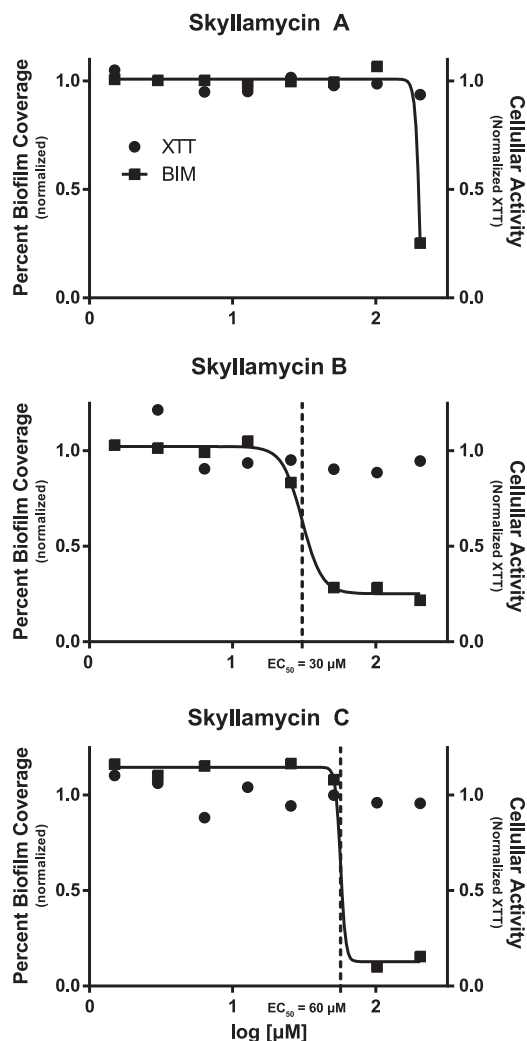 Skyllamycin A
Percent Biofilm Coverage
(normalized)
1.0
0.5
0.0
XTT
BIM
1.0
0.5
0.0
Cellullar Activity
(Normalized XTT)
0
1
2
Skyllamycin B
Percent Biofilm Coverage
(normalized)
1.0
0.5
0.0
1.0
0.5
0.0
Cellullar Activity
(Normalized XTT)
0
1
EC₅₀ = 30 µM
2
Skyllamycin C
Percent Biofilm Coverage
(normalized)
1.0
0.5
0.0
1.0
0.5
0.0
Cellullar Activity
(Normalized XTT)
0
1
EC₅₀ = 60 µM
2
log [µM]